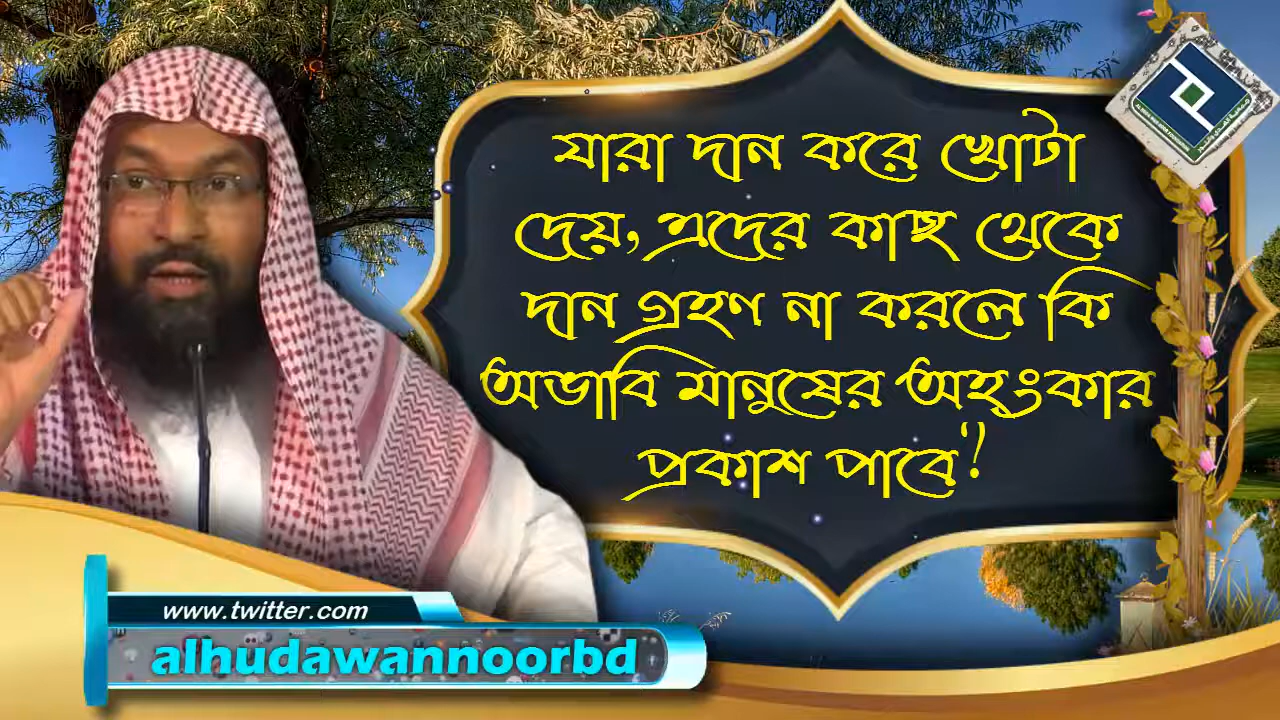 যারা দান করে খোটা
দেয়, এদের কাছ থেকে
দান গ্রহণ না করলে কি
অভাবি মানুষের অহংকার
প্রকাশ পাবে?
www.twitter.com
alhudawannoorbd